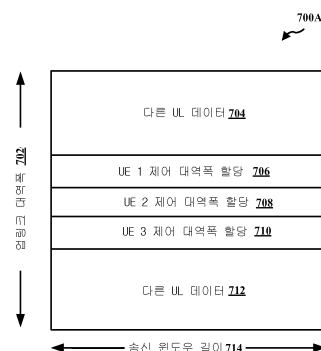 700A
다른 UL 데이터 704
UE 1 제어 대역폭 할당 706
UE 2 제어 대역폭 할당 708
UE 3 제어 대역폭 할당 710
다른 UL 데이터 712
업링크 대역폭 702
송신 윈도우 길이 714